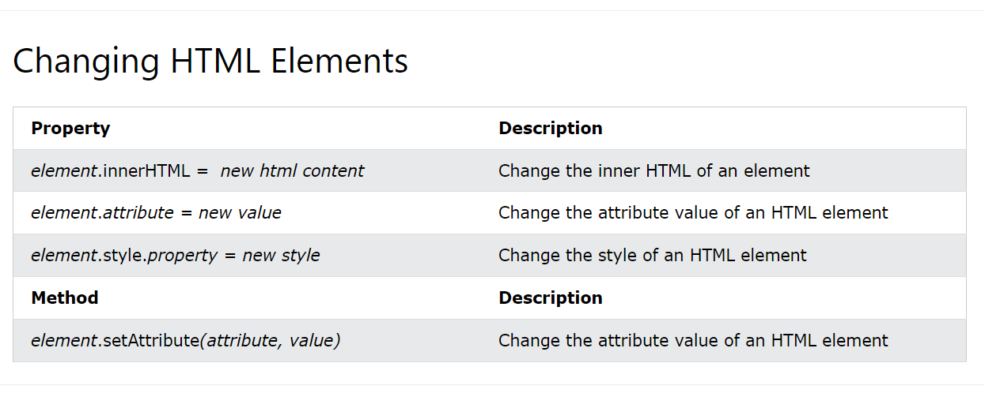 Changing HTML Elements
Property Description
element.innerHTML =  new html content Change the inner HTML of an element
element.attribute = new value Change the attribute value of an HTML element
element.style.property = new style Change the style of an HTML element
Method Description
element.setAttribute(attribute, value) Change the attribute value of an HTML element